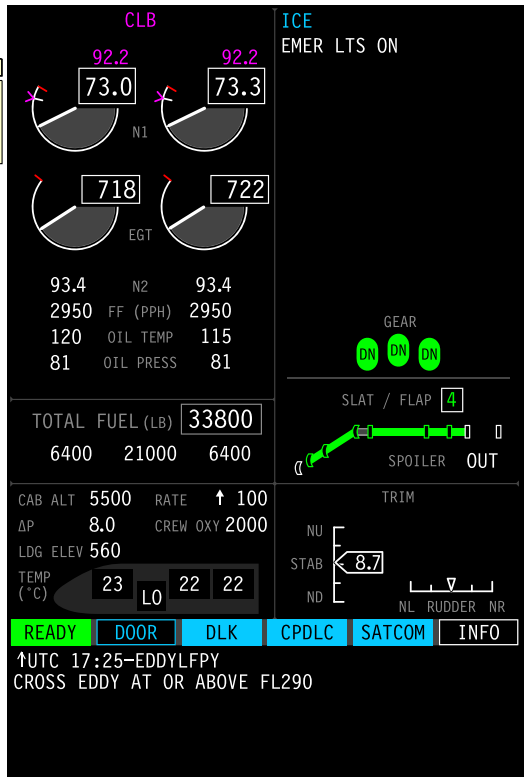 CLB
92.2 92.2
73.0 73.3
N1
718 722
EGT
93.4 N2 93.4
2950 FF (PPH) 2950
120 OIL TEMP 115
81 OIL PRESS 81
TOTAL FUEL (LB) 33800
6400 21000 6400
CAB ALT 5500 RATE ↑ 100
ΔP 8.0 CREW OXY 2000
LDG ELEV 560
TEMP (°C) 23 LO 22 22
ICE
EMER LTS ON
GEAR
DN DN DN
SLAT / FLAP 4
SPOILER OUT
TRIM
NU
STAB 8.7
ND
NL RUDDER NR
READY DOOR DLK CPDLC SATCOM INFO
↑UTC 17:25-EDDYLFPY
CROSS EDDY AT OR ABOVE FL290